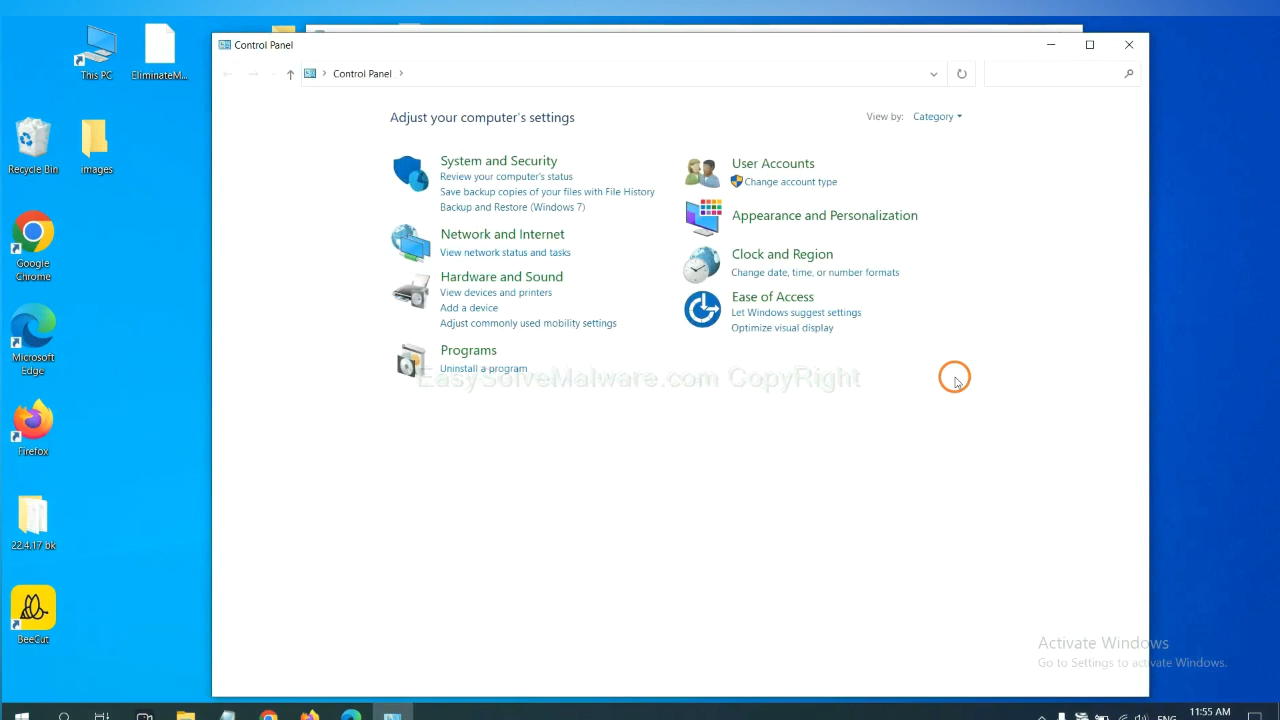 Control Panel
Control Panel
This PC
EliminateM...
Recycle Bin
images
Google
Chrome
Microsoft
Edge
Firefox
22.4.17 bk
BeeCut
Adjust your computer's settings
View by:
Category
System and Security
Review your computer's status
Save backup copies of your files with File History
Backup and Restore (Windows 7)
Network and Internet
View network status and tasks
Hardware and Sound
View devices and printers
Add a device
Adjust commonly used mobility settings
Programs
Uninstall a program
User Accounts
Change account type
Appearance and Personalization
Clock and Region
Change date, time, or number formats
Ease of Access
Let Windows suggest settings
Optimize visual display
EasySolveMalware.com CopyRight
Activate Windows
Go to Settings to activate Windows.
ENG
11:55 AM